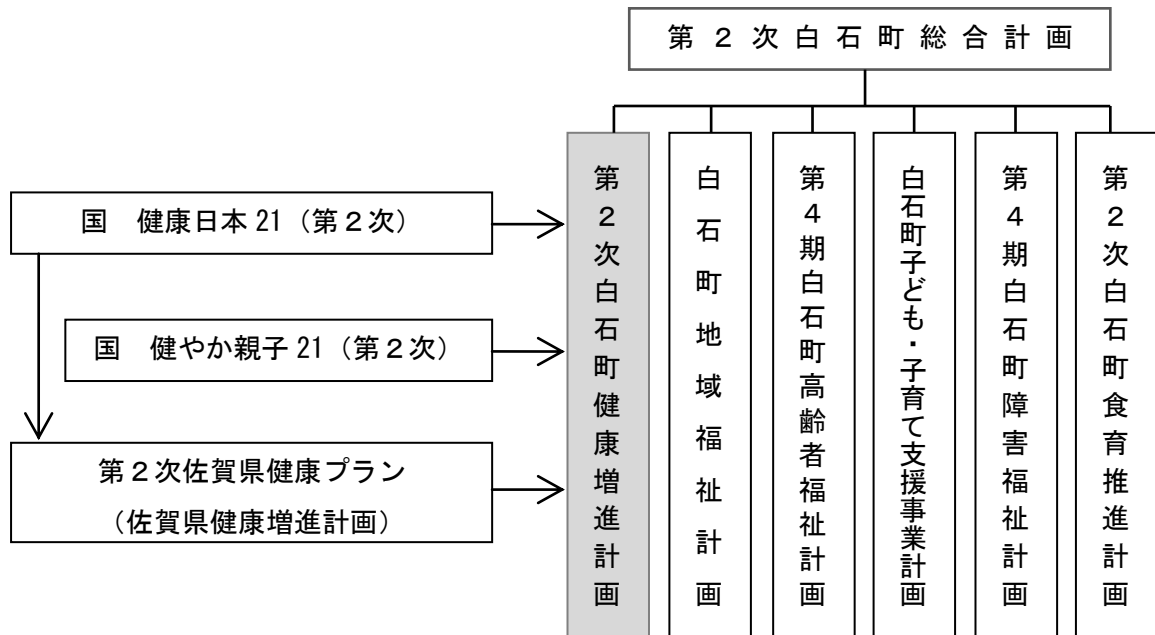 第２次白石町総合計画
国　健康日本 21（第２次）
国　健やか親子 21（第２次）
第２次佐賀県健康プラン
（佐賀県健康増進計画）
第２次白石町健康増進計画
白石町地域福祉計画
第４期白石町高齢者福祉計画
白石町子ども・子育て支援事業計画
第４期白石町障害福祉計画
第２次白石町食育推進計画